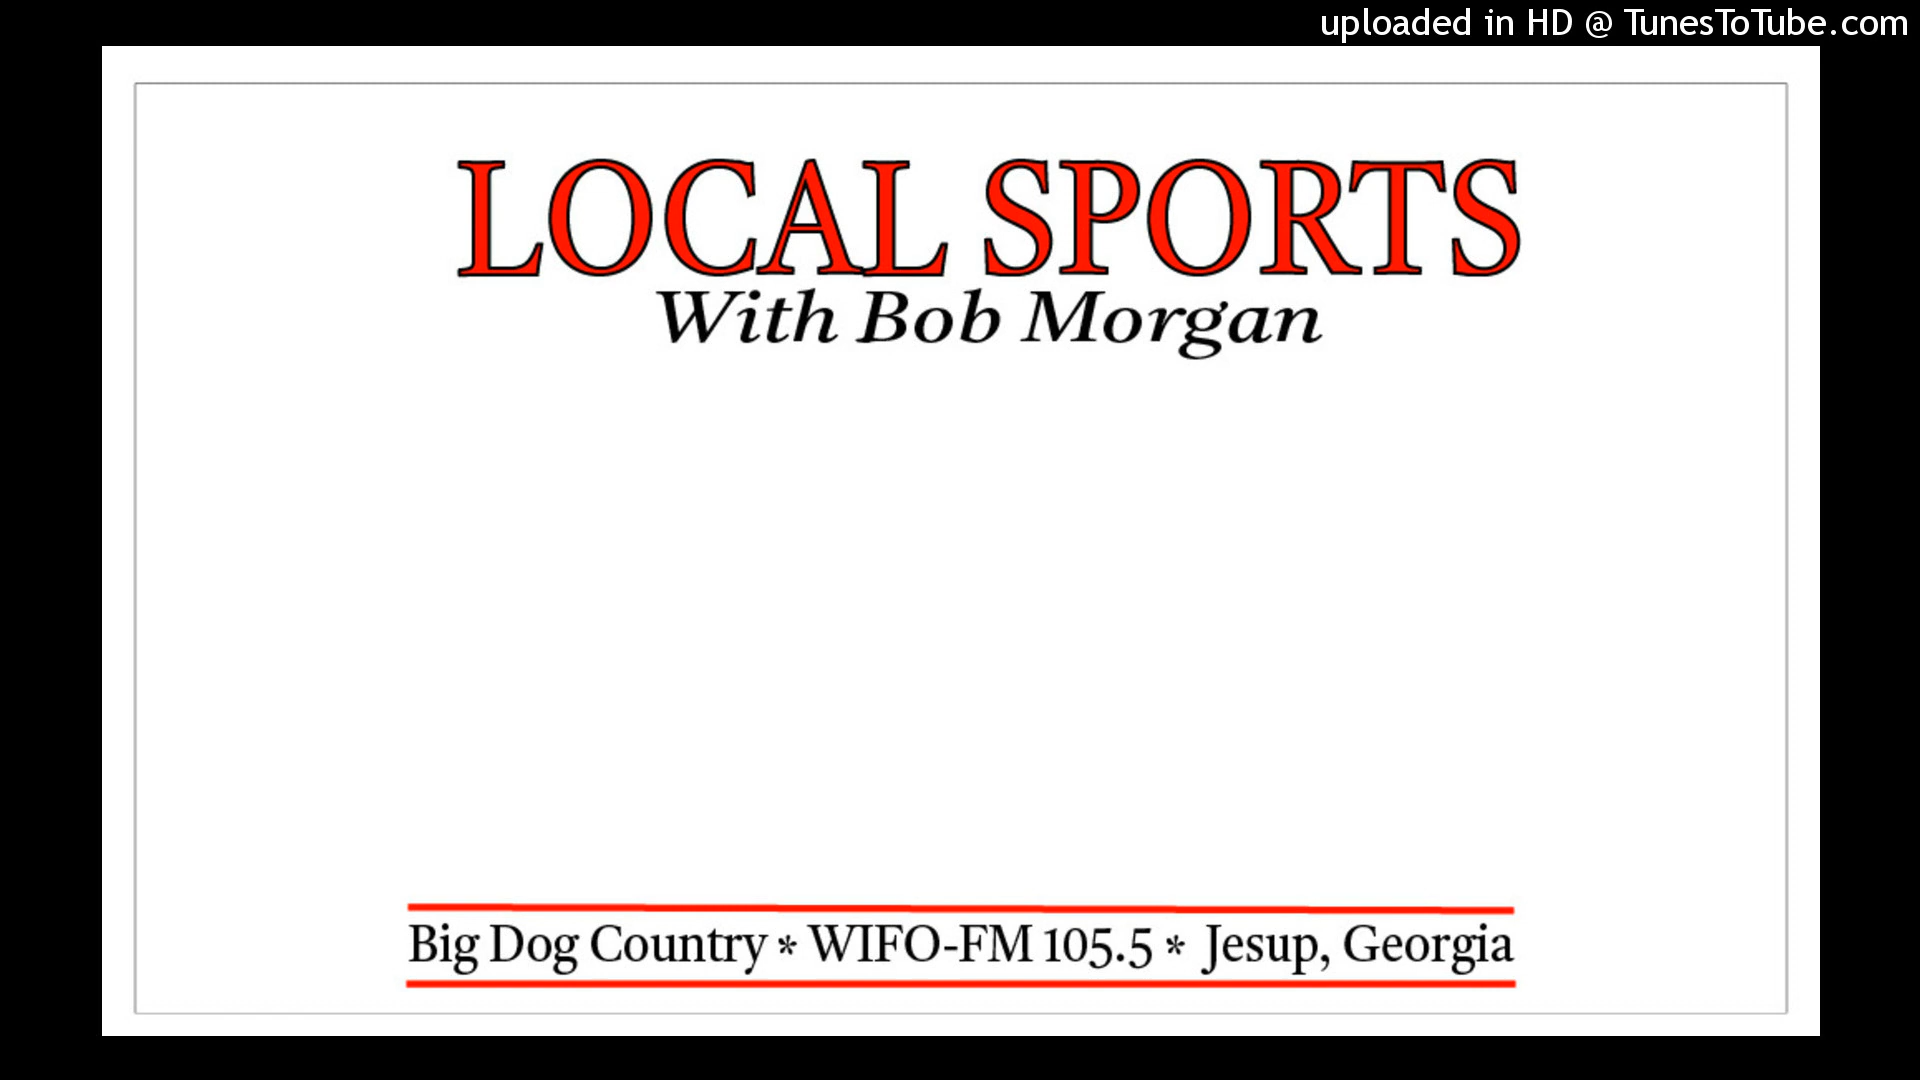 uploaded in HD @ TunesToTube.com
LOCAL SPORTS
With Bob Morgan
Big Dog Country * WIFO-FM 105.5 * Jesup, Georgia